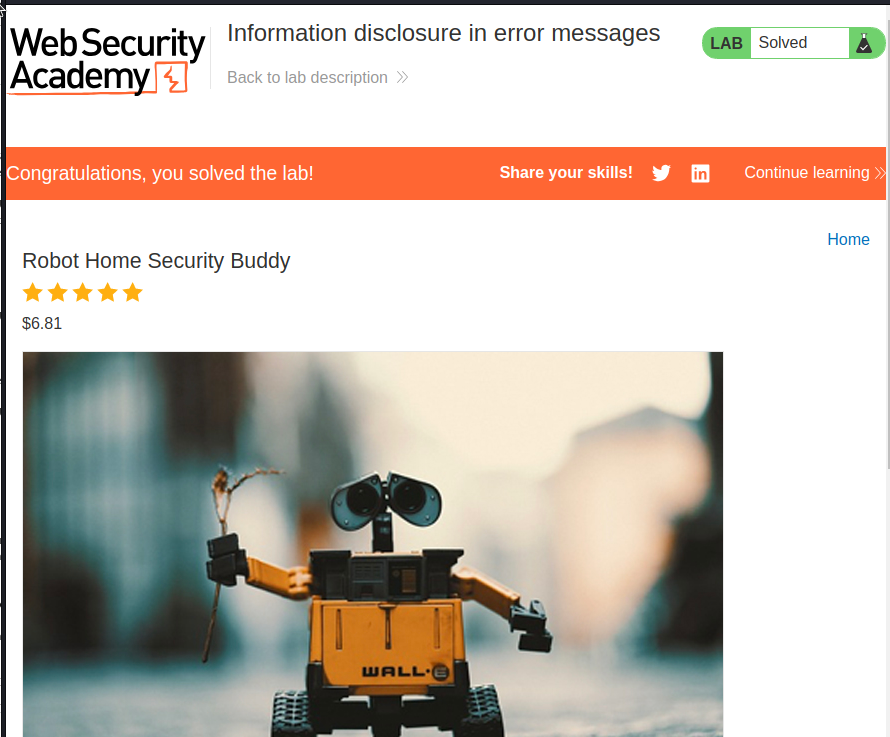 Web Security
Academy
Information disclosure in error messages
Back to lab description
LAB Solved
Congratulations, you solved the lab!
Share your skills!
Continue learning
Home
Robot Home Security Buddy
$6.81
WALL·E